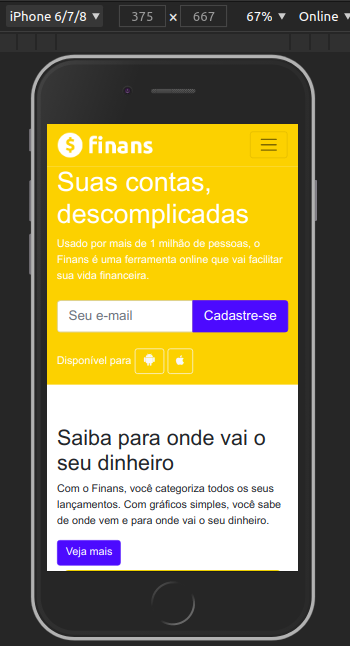 iPhone 6/7/8 ▼ 375 × 667 67% ▼ Online ▼
$ finans
Suas contas,
descomplicadas
Usado por mais de 1 milhão de pessoas, o
Finans é uma ferramenta online que vai facilitar
sua vida financeira.
Seu e-mail Cadastre-se
Disponível para
Saiba para onde vai o
seu dinheiro
Com o Finans, você categoriza todos os seus
lançamentos. Com gráficos simples, você sabe
de onde vem e para onde vai o seu dinheiro.
Veja mais